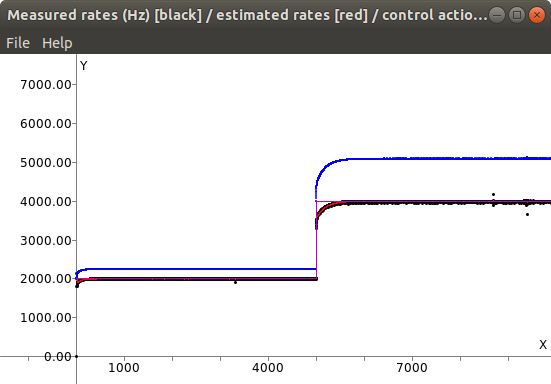 Measured rates (Hz) [black] / estimated rates [red] / control actio...
File Help
Y
7000.00
6000.00
5000.00
4000.00
3000.00
2000.00
1000.00
0.00
X
1000 4000 7000